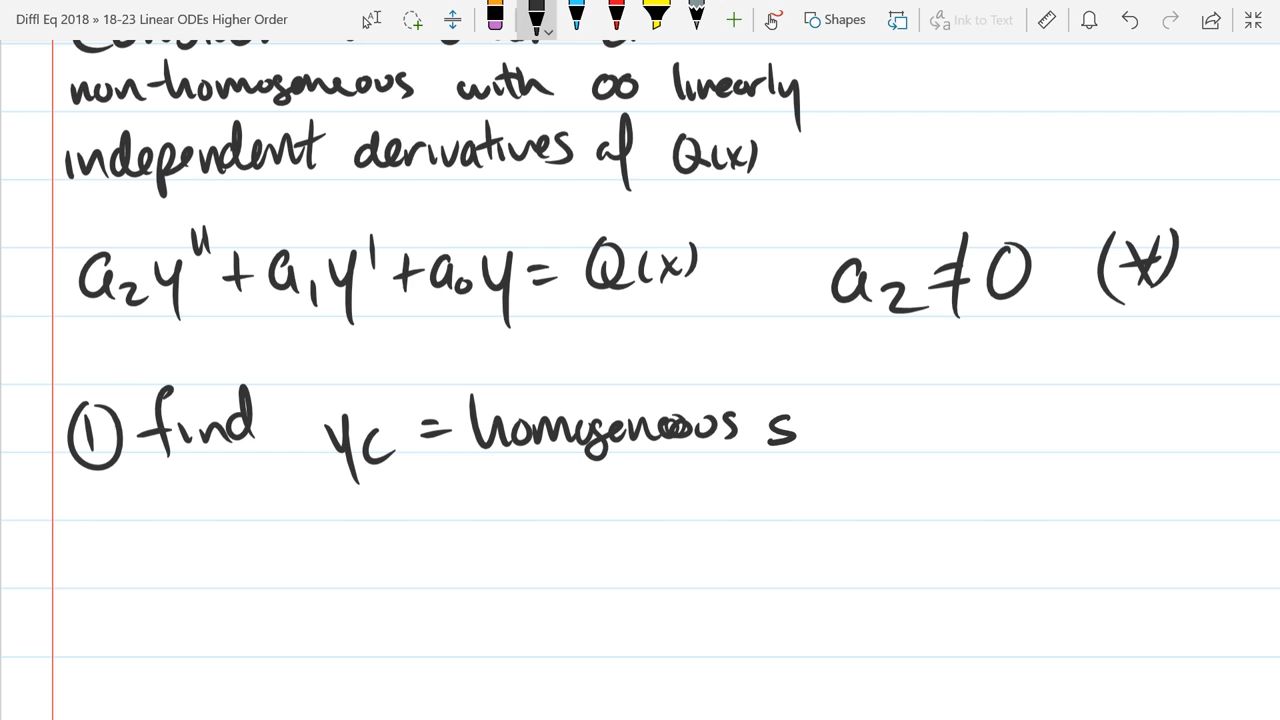 Diffl Eq 2018 » 18-23 Linear ODEs Higher Order
Shapes
Ink to Text
non-homogeneous with ∞ linearly
independent derivatives of Q(x)
a₂y'' + a₁y' + a₀y = Q(x) a₂ ≠ 0 (*)
① find yc = homogeneous s